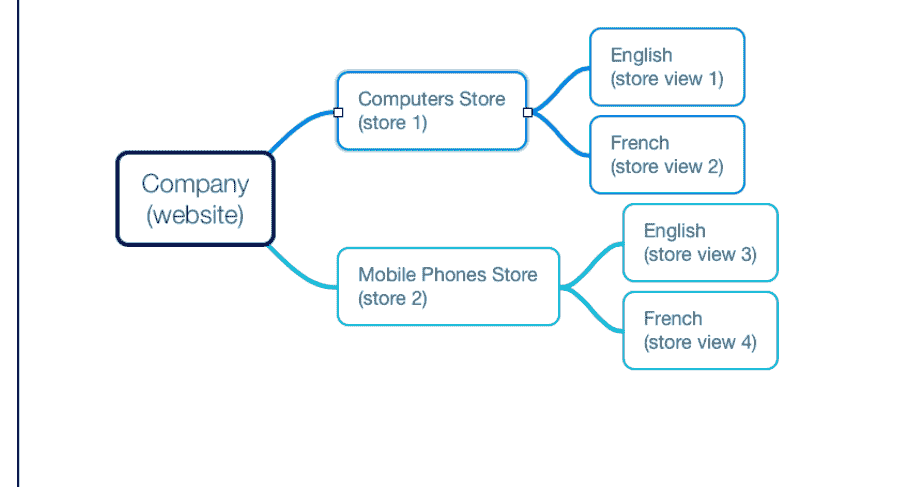 Company
(website)
Computers Store
(store 1)
English
(store view 1)
French
(store view 2)
Mobile Phones Store
(store 2)
English
(store view 3)
French
(store view 4)